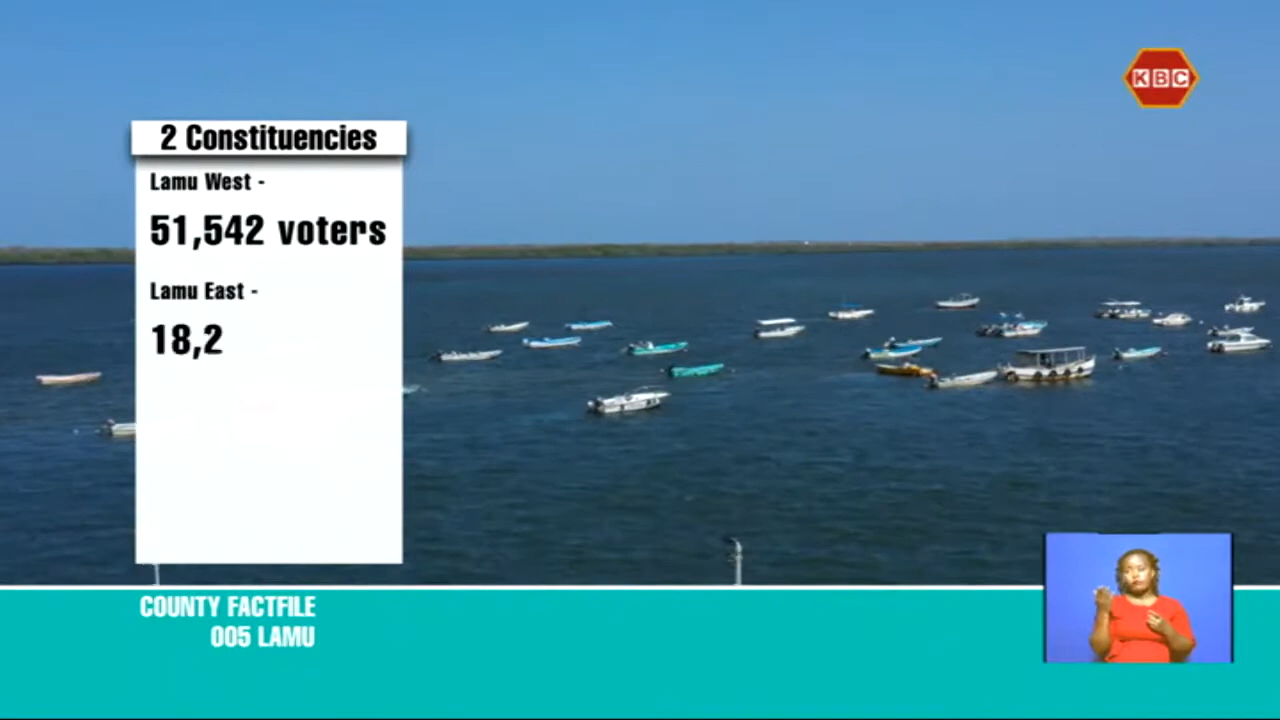 KBC
2 Constituencies
Lamu West -
51,542 voters
Lamu East -
18,2
COUNTY FACTFILE
005 LAMU